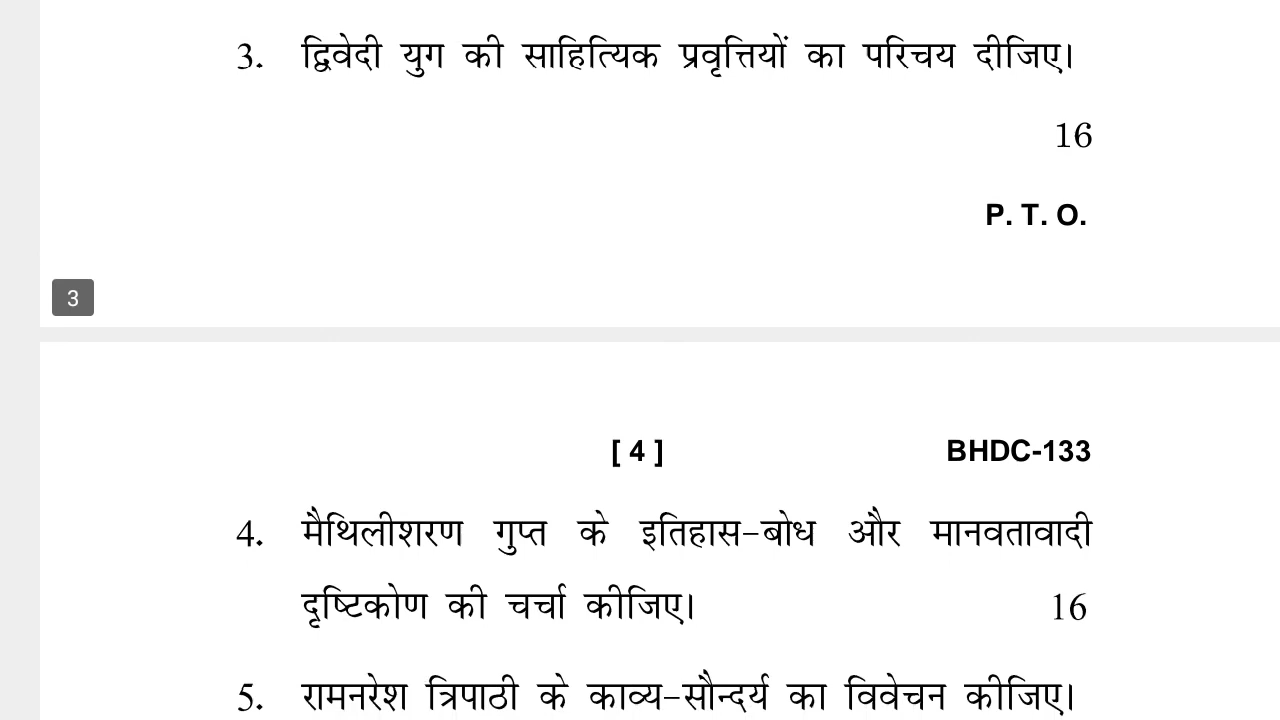 3. द्विवेदी युग की साहित्यिक प्रवृत्तियों का परिचय दीजिए।
16
P. T. O.
3
[ 4 ] BHDC-133
4. मैथिलीशरण गुप्त के इतिहास-बोध और मानवतावादी
दृष्टिकोण की चर्चा कीजिए। 16
5. रामनरेश त्रिपाठी के काव्य-सौन्दर्य का विवेचन कीजिए।